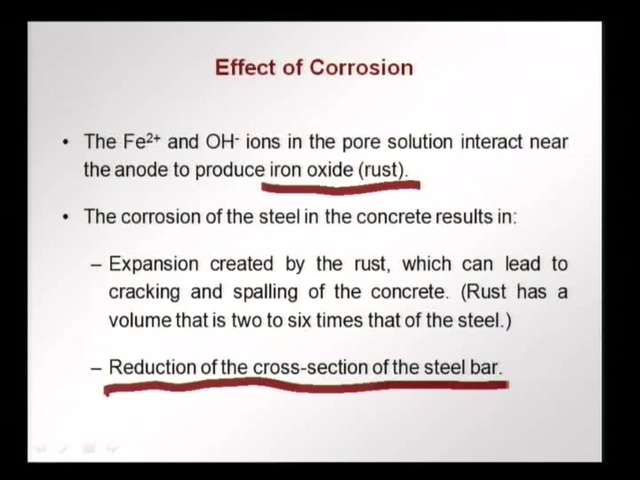 Effect of Corrosion
• The Fe²⁺ and OH⁻ ions in the pore solution interact near
the anode to produce iron oxide (rust).
• The corrosion of the steel in the concrete results in:
– Expansion created by the rust, which can lead to
cracking and spalling of the concrete. (Rust has a
volume that is two to six times that of the steel.)
– Reduction of the cross-section of the steel bar.